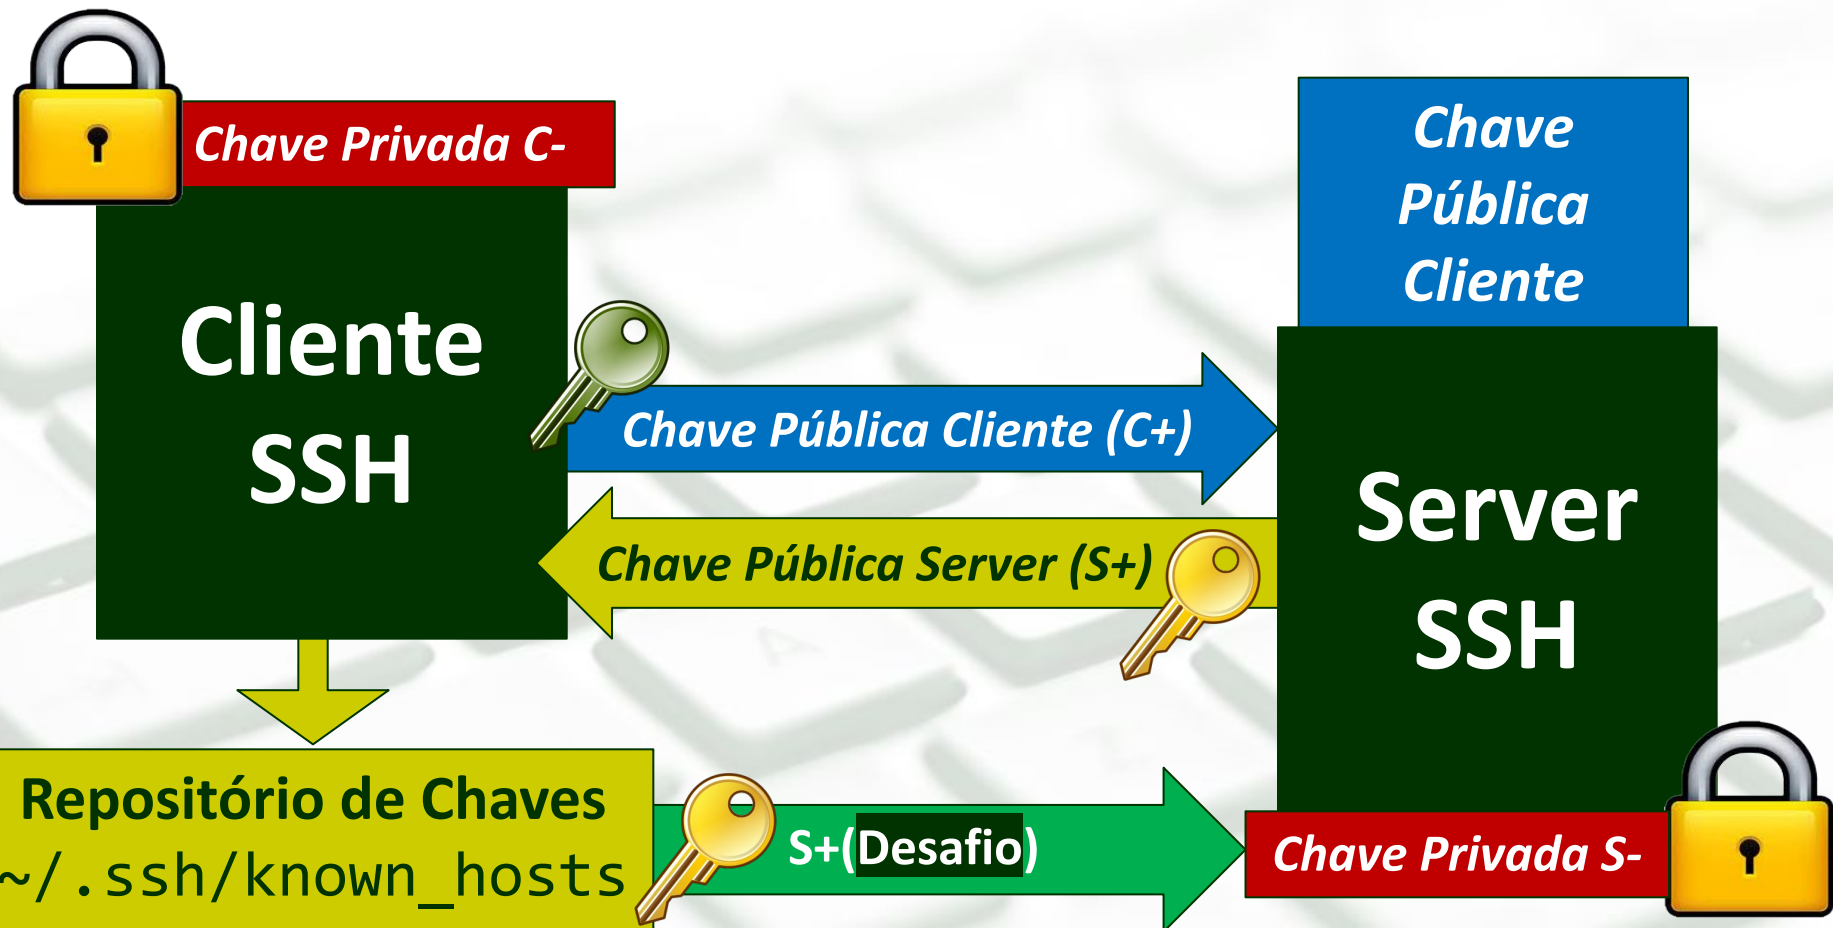 Chave Privada C-
Cliente
SSH
Chave
Pública
Cliente
Chave Pública Cliente (C+)
Chave Pública Server (S+)
Server
SSH
Repositório de Chaves
~/.ssh/known_hosts
S+(Desafio)
Chave Privada S-